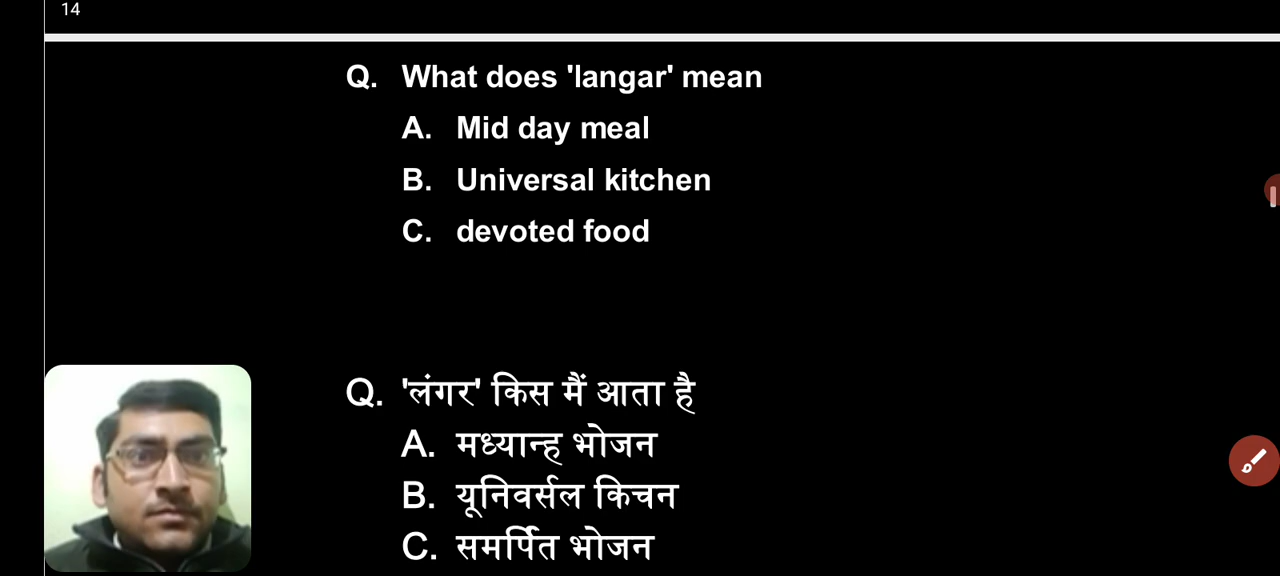 14
Q. What does 'langar' mean
A. Mid day meal
B. Universal kitchen
C. devoted food
Q. 'लंगर' किस मैं आता है
A. मध्यान्ह भोजन
B. यूनिवर्सल किचन
C. समर्पित भोजन